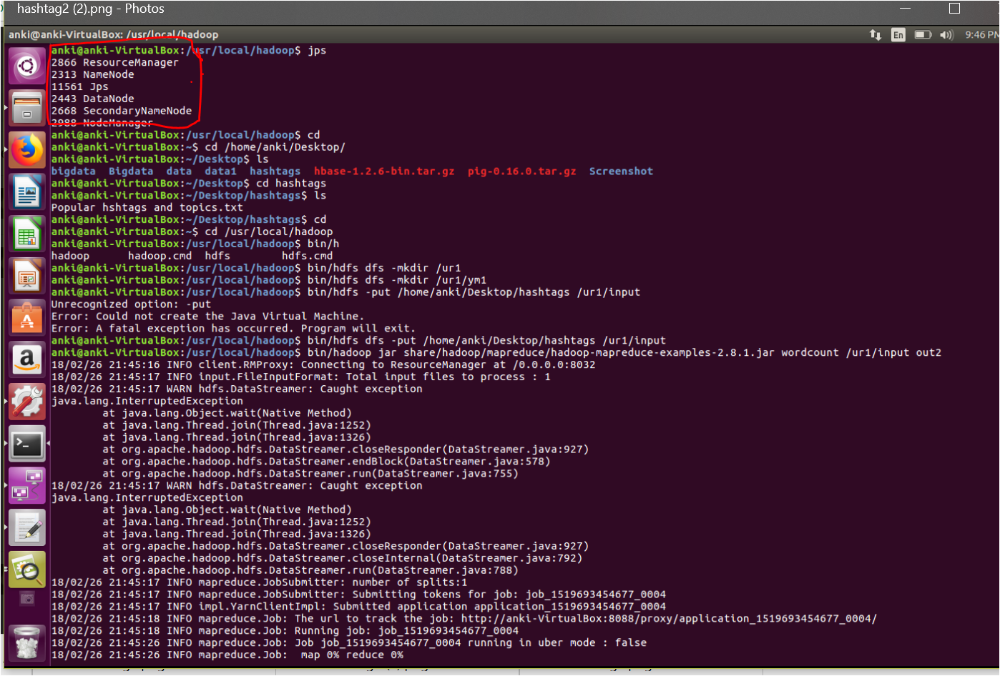 hashtag2 (2).png - Photos
anki@anki-VirtualBox: /usr/local/hadoop
En
9:46 PM
anki@anki-VirtualBox:/usr/local/hadoop$ jps
2866 ResourceManager
2313 NameNode
11561 Jps
2443 DataNode
2668 SecondaryNameNode
2988 NodeManager
anki@anki-VirtualBox:/usr/local/hadoop$ cd
anki@anki-VirtualBox:~$ cd /home/anki/Desktop/
anki@anki-VirtualBox:~/Desktop$ ls
bigdata  Bigdata  data  data1  hashtags  hbase-1.2.6-bin.tar.gz  pig-0.16.0.tar.gz  Screenshot
anki@anki-VirtualBox:~/Desktop$ cd hashtags
anki@anki-VirtualBox:~/Desktop/hashtags$ ls
Popular hshtags and topics.txt
anki@anki-VirtualBox:~/Desktop/hashtags$ cd
anki@anki-VirtualBox:~$ cd /usr/local/hadoop
anki@anki-VirtualBox:/usr/local/hadoop$ bin/h
hadoop      hadoop.cmd  hdfs        hdfs.cmd
anki@anki-VirtualBox:/usr/local/hadoop$ bin/hdfs dfs -mkdir /ur1
anki@anki-VirtualBox:/usr/local/hadoop$ bin/hdfs dfs -mkdir /ur1/ym1
anki@anki-VirtualBox:/usr/local/hadoop$ bin/hdfs -put /home/anki/Desktop/hashtags /ur1/input
Unrecognized option: -put
Error: Could not create the Java Virtual Machine.
Error: A fatal exception has occurred. Program will exit.
anki@anki-VirtualBox:/usr/local/hadoop$ bin/hdfs dfs -put /home/anki/Desktop/hashtags /ur1/input
anki@anki-VirtualBox:/usr/local/hadoop$ bin/hadoop jar share/hadoop/mapreduce/hadoop-mapreduce-examples-2.8.1.jar wordcount /ur1/input out2
18/02/26 21:45:16 INFO client.RMProxy: Connecting to ResourceManager at /0.0.0.0:8032
18/02/26 21:45:17 INFO input.FileInputFormat: Total input files to process : 1
18/02/26 21:45:17 WARN hdfs.DataStreamer: Caught exception
java.lang.InterruptedException
        at java.lang.Object.wait(Native Method)
        at java.lang.Thread.join(Thread.java:1252)
        at java.lang.Thread.join(Thread.java:1326)
        at org.apache.hadoop.hdfs.DataStreamer.closeResponder(DataStreamer.java:927)
        at org.apache.hadoop.hdfs.DataStreamer.endBlock(DataStreamer.java:578)
        at org.apache.hadoop.hdfs.DataStreamer.run(DataStreamer.java:755)
18/02/26 21:45:17 WARN hdfs.DataStreamer: Caught exception
java.lang.InterruptedException
        at java.lang.Object.wait(Native Method)
        at java.lang.Thread.join(Thread.java:1252)
        at java.lang.Thread.join(Thread.java:1326)
        at org.apache.hadoop.hdfs.DataStreamer.closeResponder(DataStreamer.java:927)
        at org.apache.hadoop.hdfs.DataStreamer.closeInternal(DataStreamer.java:792)
        at org.apache.hadoop.hdfs.DataStreamer.run(DataStreamer.java:788)
18/02/26 21:45:17 INFO mapreduce.JobSubmitter: number of splits:1
18/02/26 21:45:17 INFO mapreduce.JobSubmitter: Submitting tokens for job: job_1519693454677_0004
18/02/26 21:45:17 INFO impl.YarnClientImpl: Submitted application application_1519693454677_0004
18/02/26 21:45:18 INFO mapreduce.Job: The url to track the job: http://anki-VirtualBox:8088/proxy/application_1519693454677_0004/
18/02/26 21:45:18 INFO mapreduce.Job: Running job: job_1519693454677_0004
18/02/26 21:45:26 INFO mapreduce.Job: Job job_1519693454677_0004 running in uber mode : false
18/02/26 21:45:26 INFO mapreduce.Job:  map 0% reduce 0%